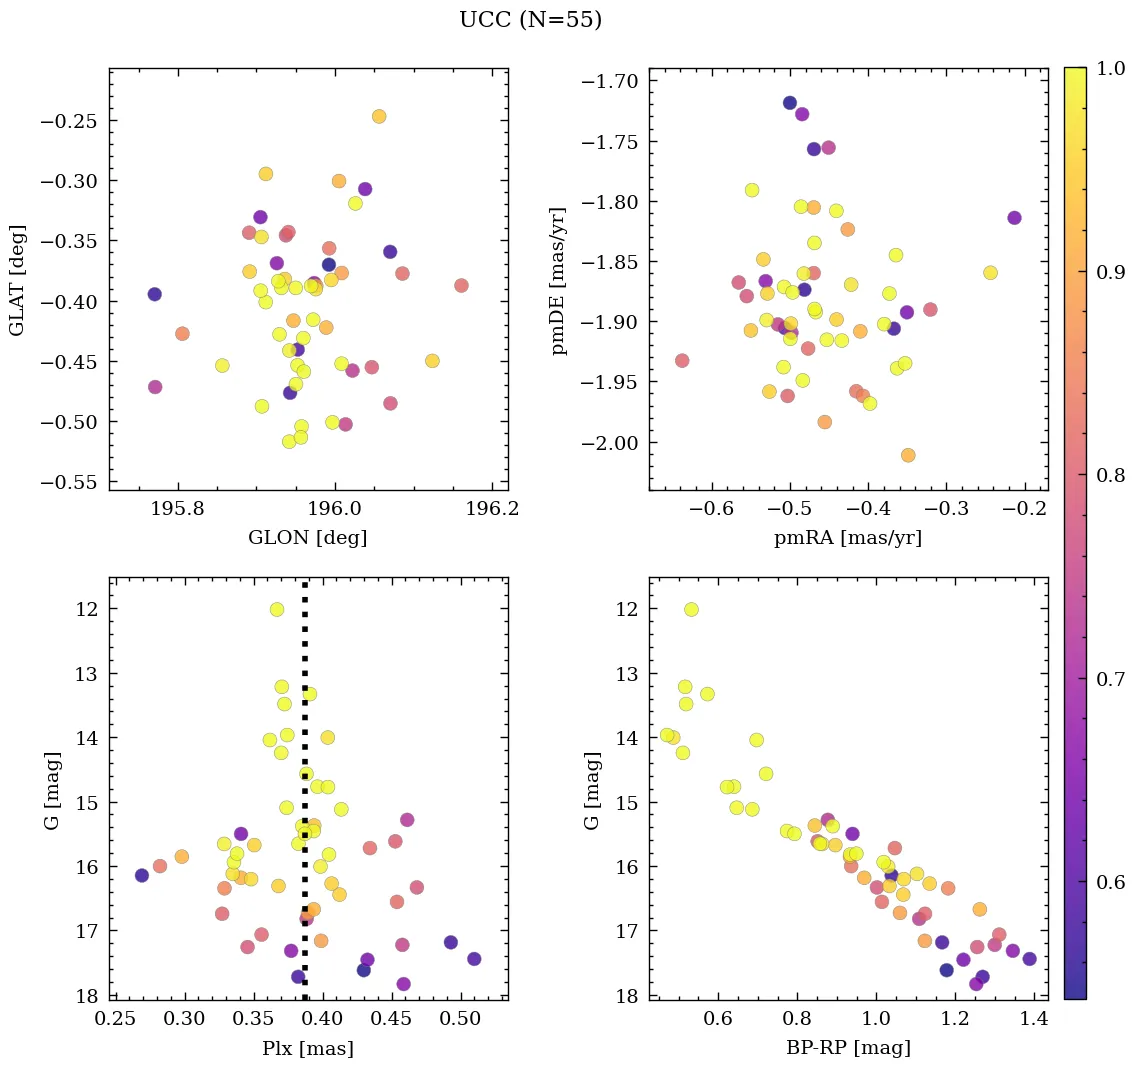 UCC (N=55)
−0.25
−0.30
−0.35
−0.40
−0.45
−0.50
−0.55
GLAT [deg]
195.8 196.0 196.2
GLON [deg]
−1.70
−1.75
−1.80
−1.85
−1.90
−1.95
−2.00
pmDE [mas/yr]
−0.6 −0.5 −0.4 −0.3 −0.2
pmRA [mas/yr]
12
13
14
15
16
17
18
G [mag]
0.25 0.30 0.35 0.40 0.45 0.50
Plx [mas]
12
13
14
15
16
17
18
G [mag]
0.6 0.8 1.0 1.2 1.4
BP-RP [mag]
1.0
0.9
0.8
0.7
0.6